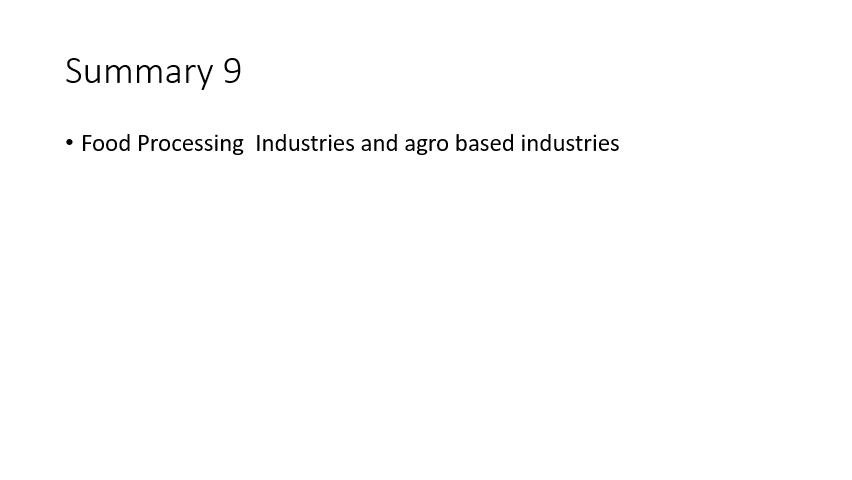 Summary 9
• Food Processing  Industries and agro based industries